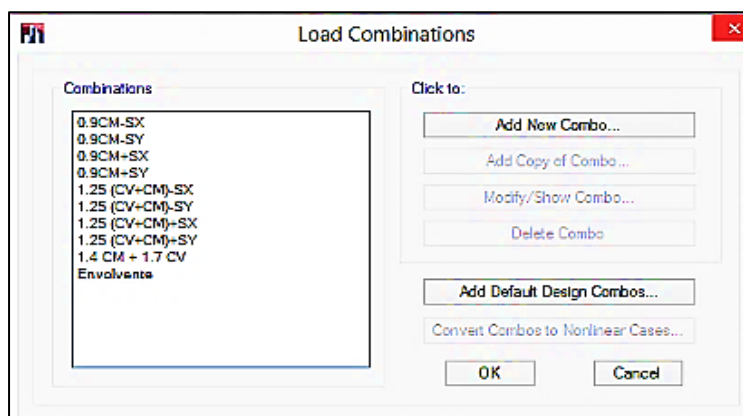 Load Combinations
Combinations
0.9CM-SX
0.9CM-SY
0.9CM+SX
0.9CM+SY
1.25 (CV+CM)-SX
1.25 (CV+CM)-SY
1.25 (CV+CM)+SX
1.25 (CV+CM)+SY
1.4 CM + 1.7 CV
Envolvente
Click to:
Add New Combo...
Add Copy of Combo...
Modify/Show Combo...
Delete Combo
Add Default Design Combos...
Convert Combos to Nonlinear Cases...
OK
Cancel